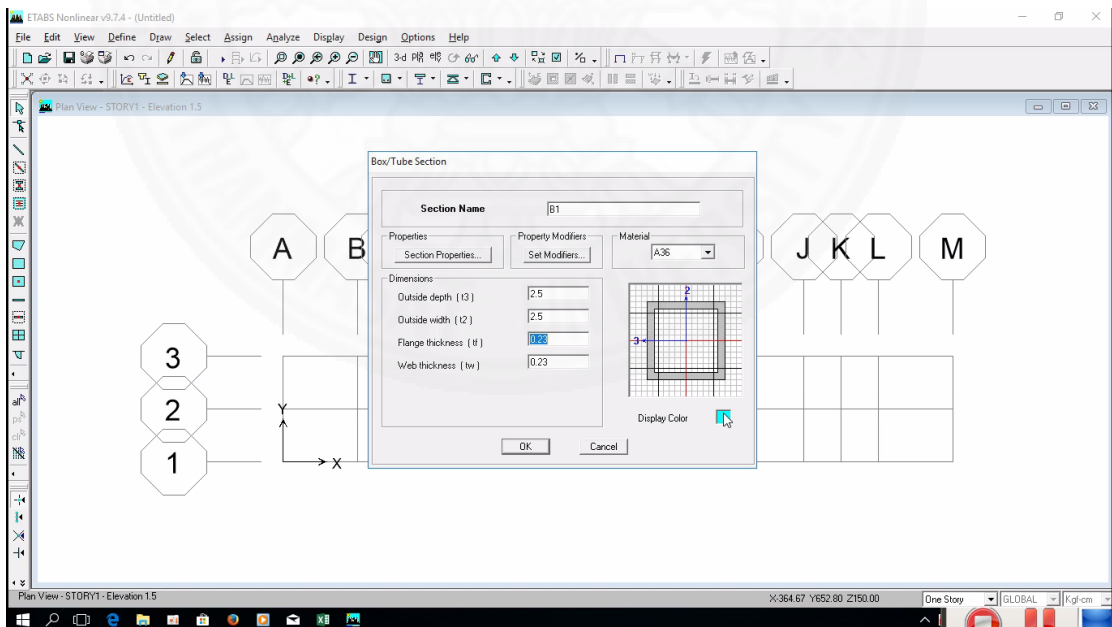 ETABS Nonlinear v9.7.4 - (Untitled)
File Edit View Define Draw Select Assign Analyze Display Design Options Help
3-d
Plan View - STORY1 - Elevation 1.5
Box/Tube Section
Section Name B1
Properties Property Modifiers Material
Section Properties... Set Modifiers... A36
Dimensions
Outside depth ( t3 ) 2.5
Outside width ( t2 ) 2.5
Flange thickness ( tf ) 0.23
Web thickness ( tw ) 0.23
2
3
Display Color
OK Cancel
A B J K L M
3
2
1
Y
X
all
Plan View - STORY1 - Elevation 1.5 X-364.67 Y652.80 Z150.00 One Story GLOBAL Kgf-cm